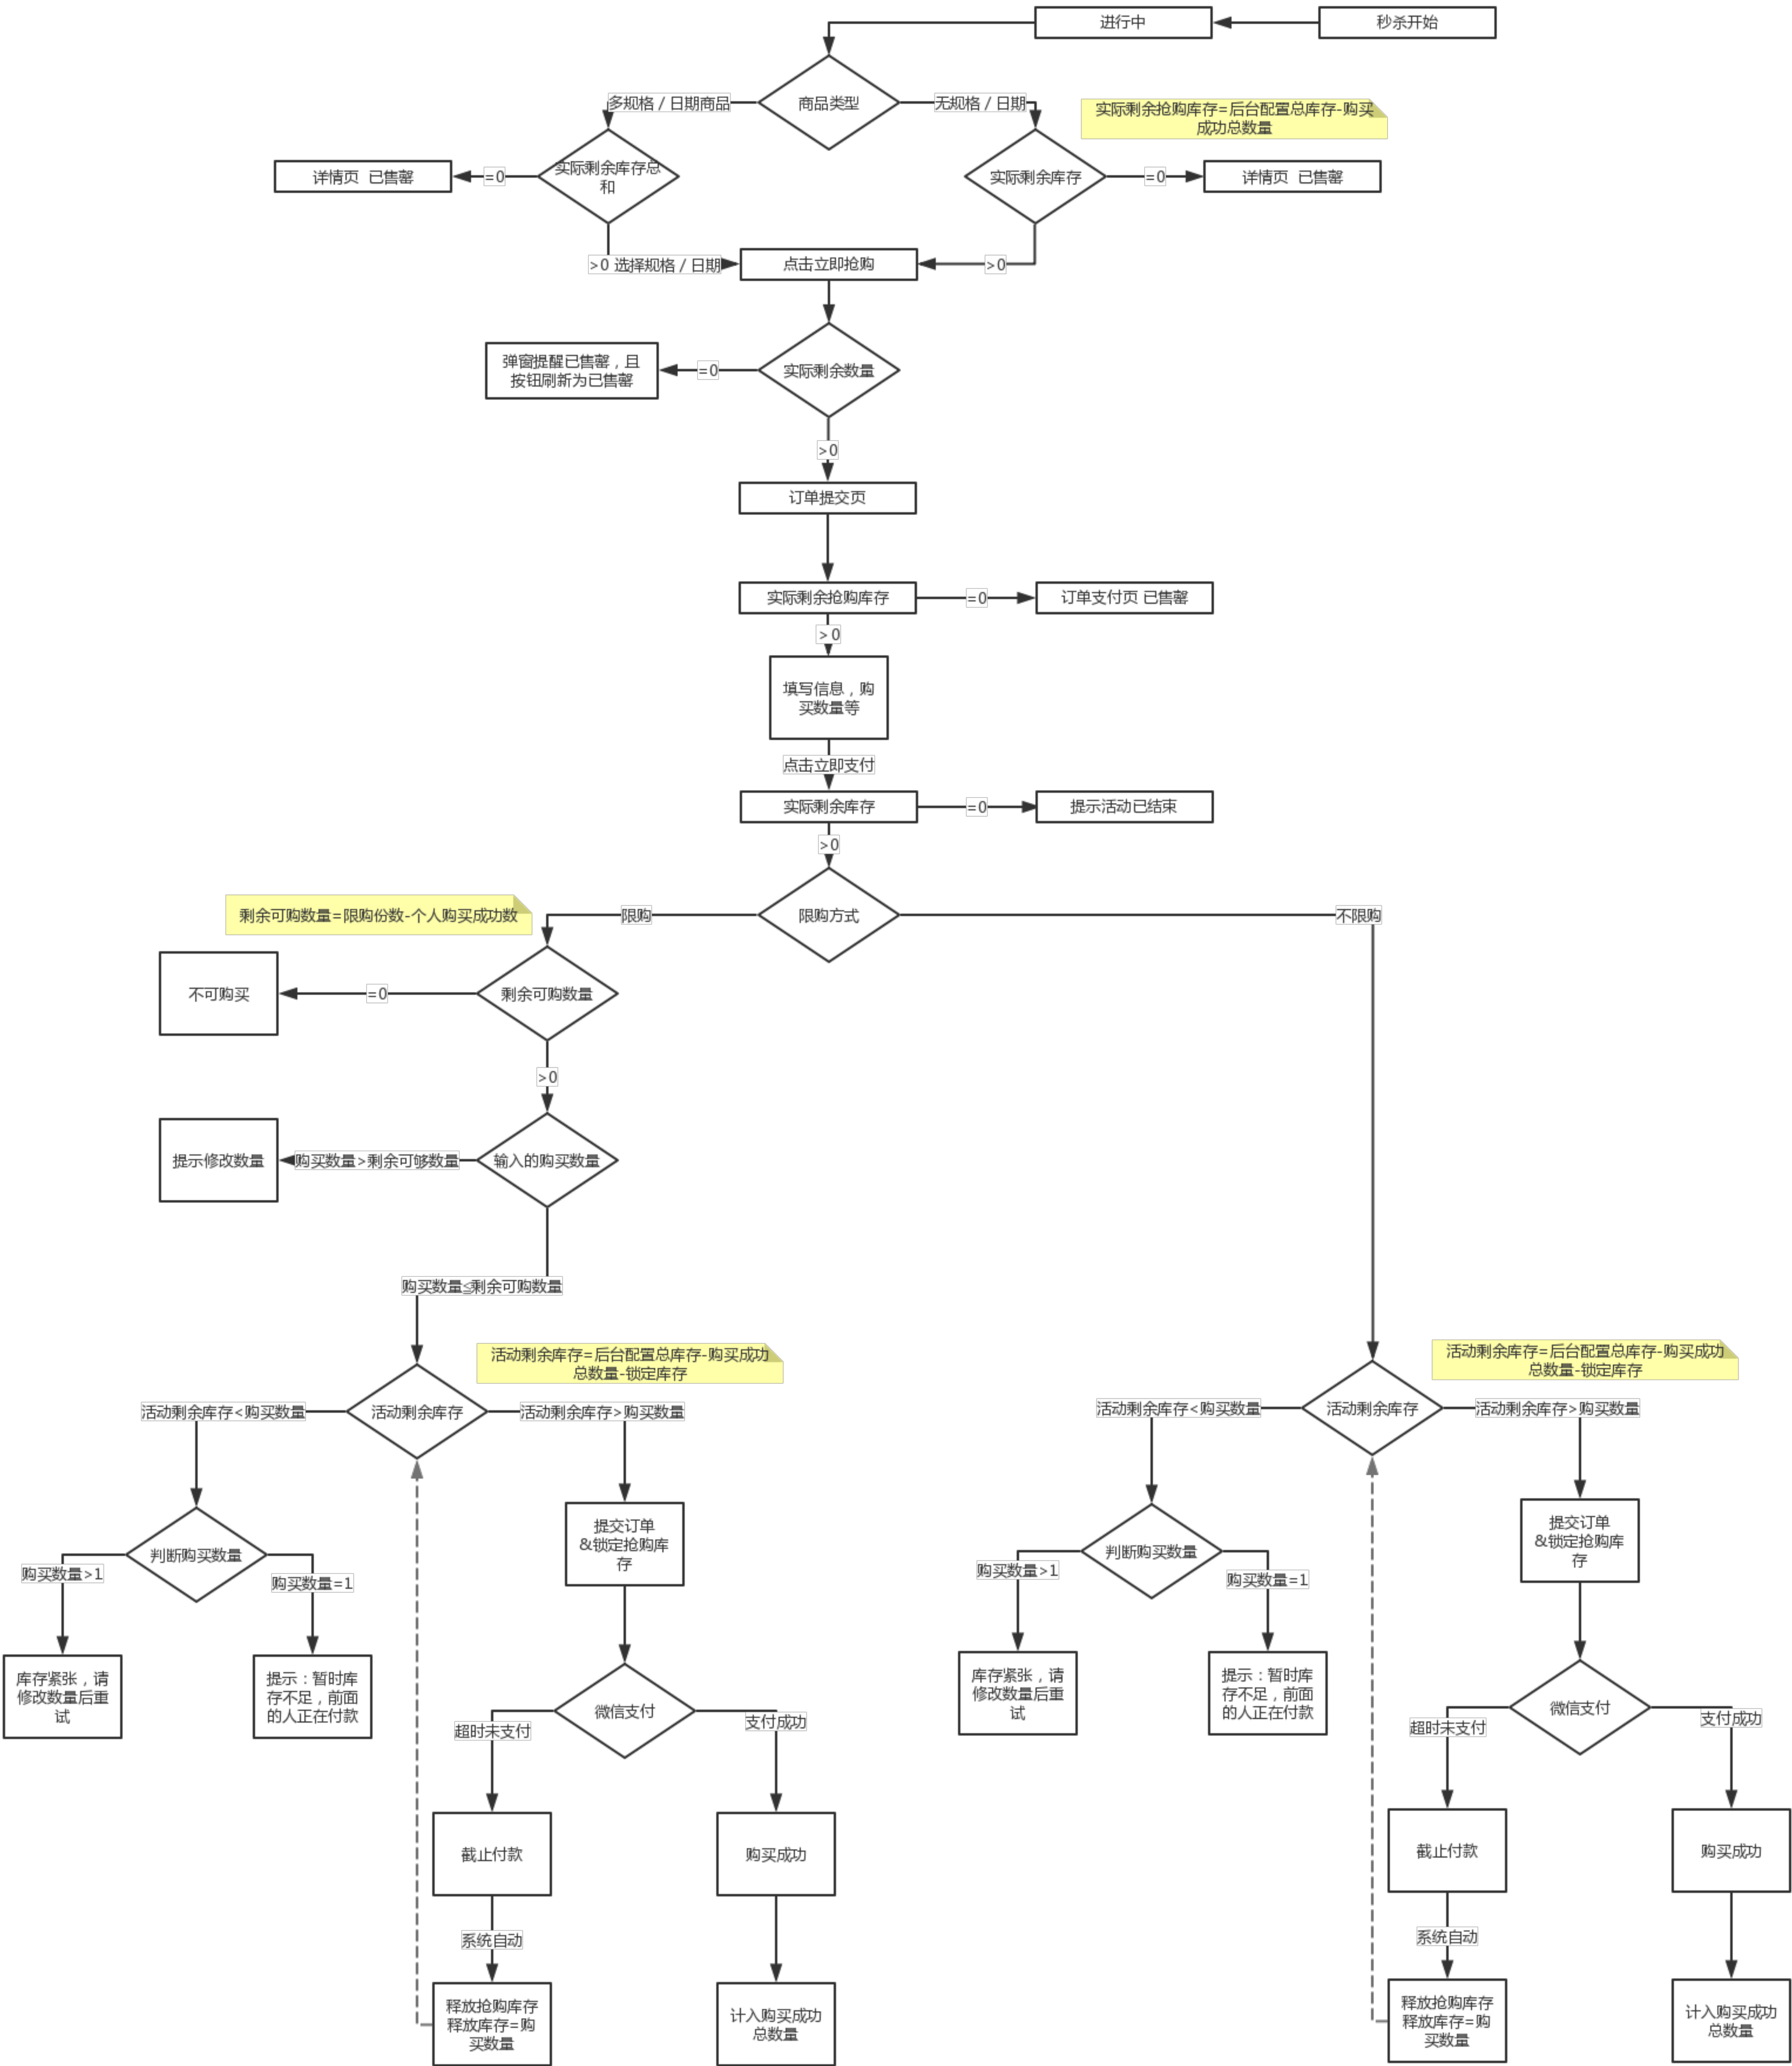 进行中
秒杀开始
商品类型
多规格 / 日期商品
无规格 / 日期
实际剩余抢购库存=后台配置总库存-购买
成功总数量
详情页  已售罄
=0
实际剩余库存总
和
实际剩余库存
=0
详情页  已售罄
>0 选择规格 / 日期
点击立即抢购
>0
弹窗提醒已售罄，且
按钮刷新为已售罄
=0
实际剩余数量
>0
订单提交页
实际剩余抢购库存
=0
订单支付页 已售罄
> 0
填写信息，购
买数量等
点击立即支付
实际剩余库存
=0
提示活动已结束
>0
剩余可购数量=限购份数-个人购买成功数
限购
限购方式
不限购
不可购买
=0
剩余可购数量
>0
提示修改数量
购买数量>剩余可够数量
输入的购买数量
购买数量≦剩余可购数量
活动剩余库存=后台配置总库存-购买成功
总数量-锁定库存
活动剩余库存=后台配置总库存-购买成功
总数量-锁定库存
活动剩余库存<购买数量
活动剩余库存
活动剩余库存>购买数量
活动剩余库存<购买数量
活动剩余库存
活动剩余库存>购买数量
提交订单
&锁定抢购库
存
提交订单
&锁定抢购库
存
判断购买数量
购买数量>1
购买数量=1
判断购买数量
购买数量>1
购买数量=1
库存紧张，请
修改数量后重
试
提示：暂时库
存不足，前面
的人正在付款
微信支付
超时未支付
支付成功
库存紧张，请
修改数量后重
试
提示：暂时库
存不足，前面
的人正在付款
微信支付
超时未支付
支付成功
截止付款
购买成功
截止付款
购买成功
系统自动
系统自动
释放抢购库存
释放库存=购
买数量
计入购买成功
总数量
释放抢购库存
释放库存=购
买数量
计入购买成功
总数量